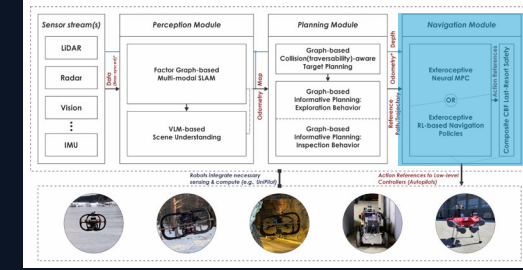 Sensor stream(s)
LiDAR
Radar
Vision
IMU
Data
(time-synced)*
Perception Module
Factor Graph-based
Multi-modal SLAM
VLM-based
Scene Understanding
Map
Odometry
Planning Module
Graph-based
Collision(traversability)-aware
Target Planning
Graph-based
Informative Planning:
Exploration Behavior
Graph-based
Informative Planning:
Inspection Behavior
Depth
Odometry*
Reference
Path/Trajectory
Navigation Module
Exteroceptive
Neural MPC
OR
Exteroceptive
RL-based Navigation
Policies
Action References
Composite CBF Last-Resort Safety
Robots integrate necessary
sensing & compute (e.g., UniPilot)
Action References to Low-level
Controllers (Autopilots)